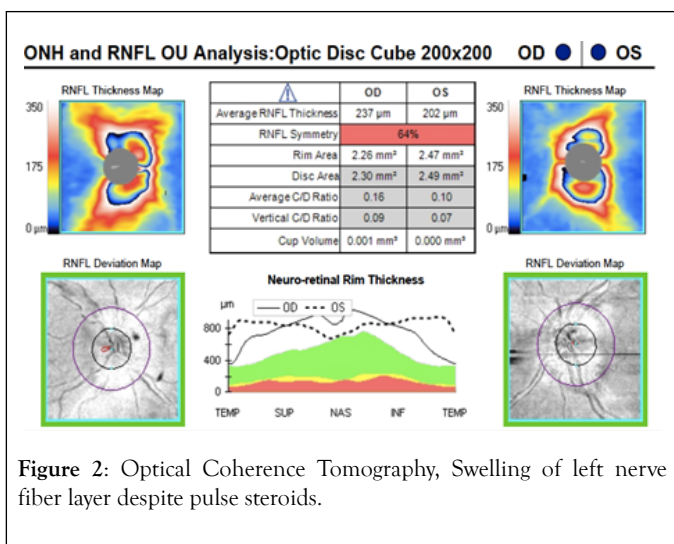 ONH and RNFL OU Analysis:Optic Disc Cube 200x200 OD OS
RNFL Thickness Map
350
175
0 µm
OD OS
Average RNFL Thickness 237 µm 202 µm
RNFL Symmetry 64%
Rim Area 2.26 mm² 2.47 mm²
Disc Area 2.30 mm² 2.49 mm²
Average C/D Ratio 0.16 0.10
Vertical C/D Ratio 0.09 0.07
Cup Volume 0.001 mm³ 0.000 mm³
RNFL Thickness Map
350
175
0 µm
RNFL Deviation Map
Neuro-retinal Rim Thickness
µm OD OS
800
400
0
TEMP SUP NAS INF TEMP
RNFL Deviation Map
Figure 2: Optical Coherence Tomography, Swelling of left nerve
fiber layer despite pulse steroids.